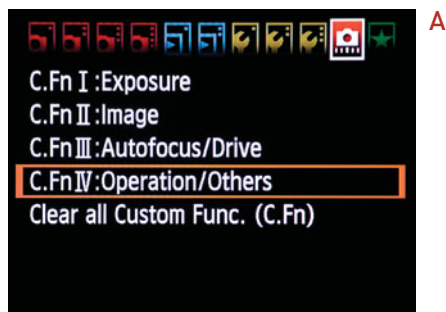 A
C.Fn I :Exposure
C.Fn II :Image
C.Fn III :Autofocus/Drive
C.Fn IV :Operation/Others
Clear all Custom Func. (C.Fn)